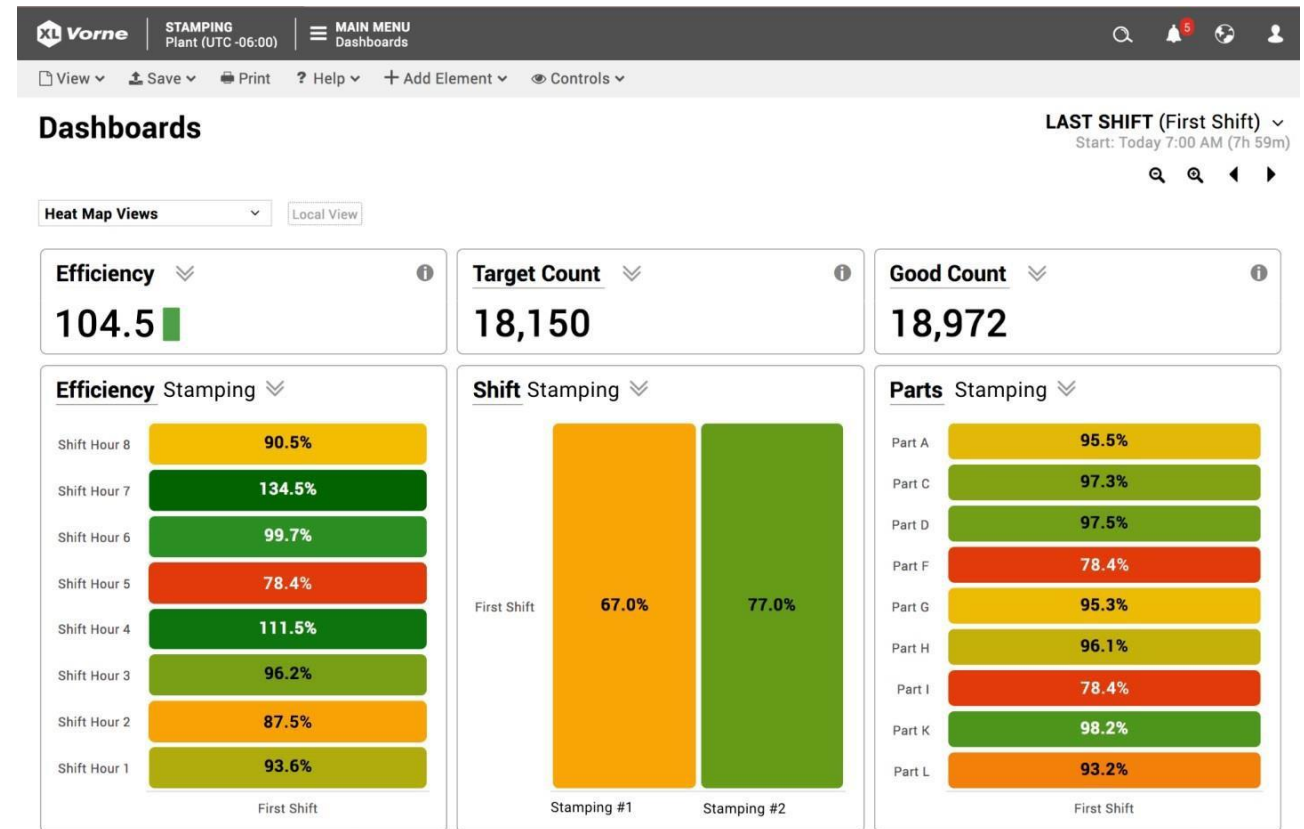 XL Vorne
STAMPING
Plant (UTC -06:00)
MAIN MENU
Dashboards
5
View
Save
Print
? Help
+ Add Element
Controls
Dashboards
LAST SHIFT (First Shift)
Start: Today 7:00 AM (7h 59m)
Heat Map Views
Local View
Efficiency
104.5
Target Count
18,150
Good Count
18,972
Efficiency Stamping
Shift Hour 8 90.5%
Shift Hour 7 134.5%
Shift Hour 6 99.7%
Shift Hour 5 78.4%
Shift Hour 4 111.5%
Shift Hour 3 96.2%
Shift Hour 2 87.5%
Shift Hour 1 93.6%
First Shift
Shift Stamping
First Shift 67.0% 77.0%
Stamping #1 Stamping #2
Parts Stamping
Part A 95.5%
Part C 97.3%
Part D 97.5%
Part F 78.4%
Part G 95.3%
Part H 96.1%
Part I 78.4%
Part K 98.2%
Part L 93.2%
First Shift